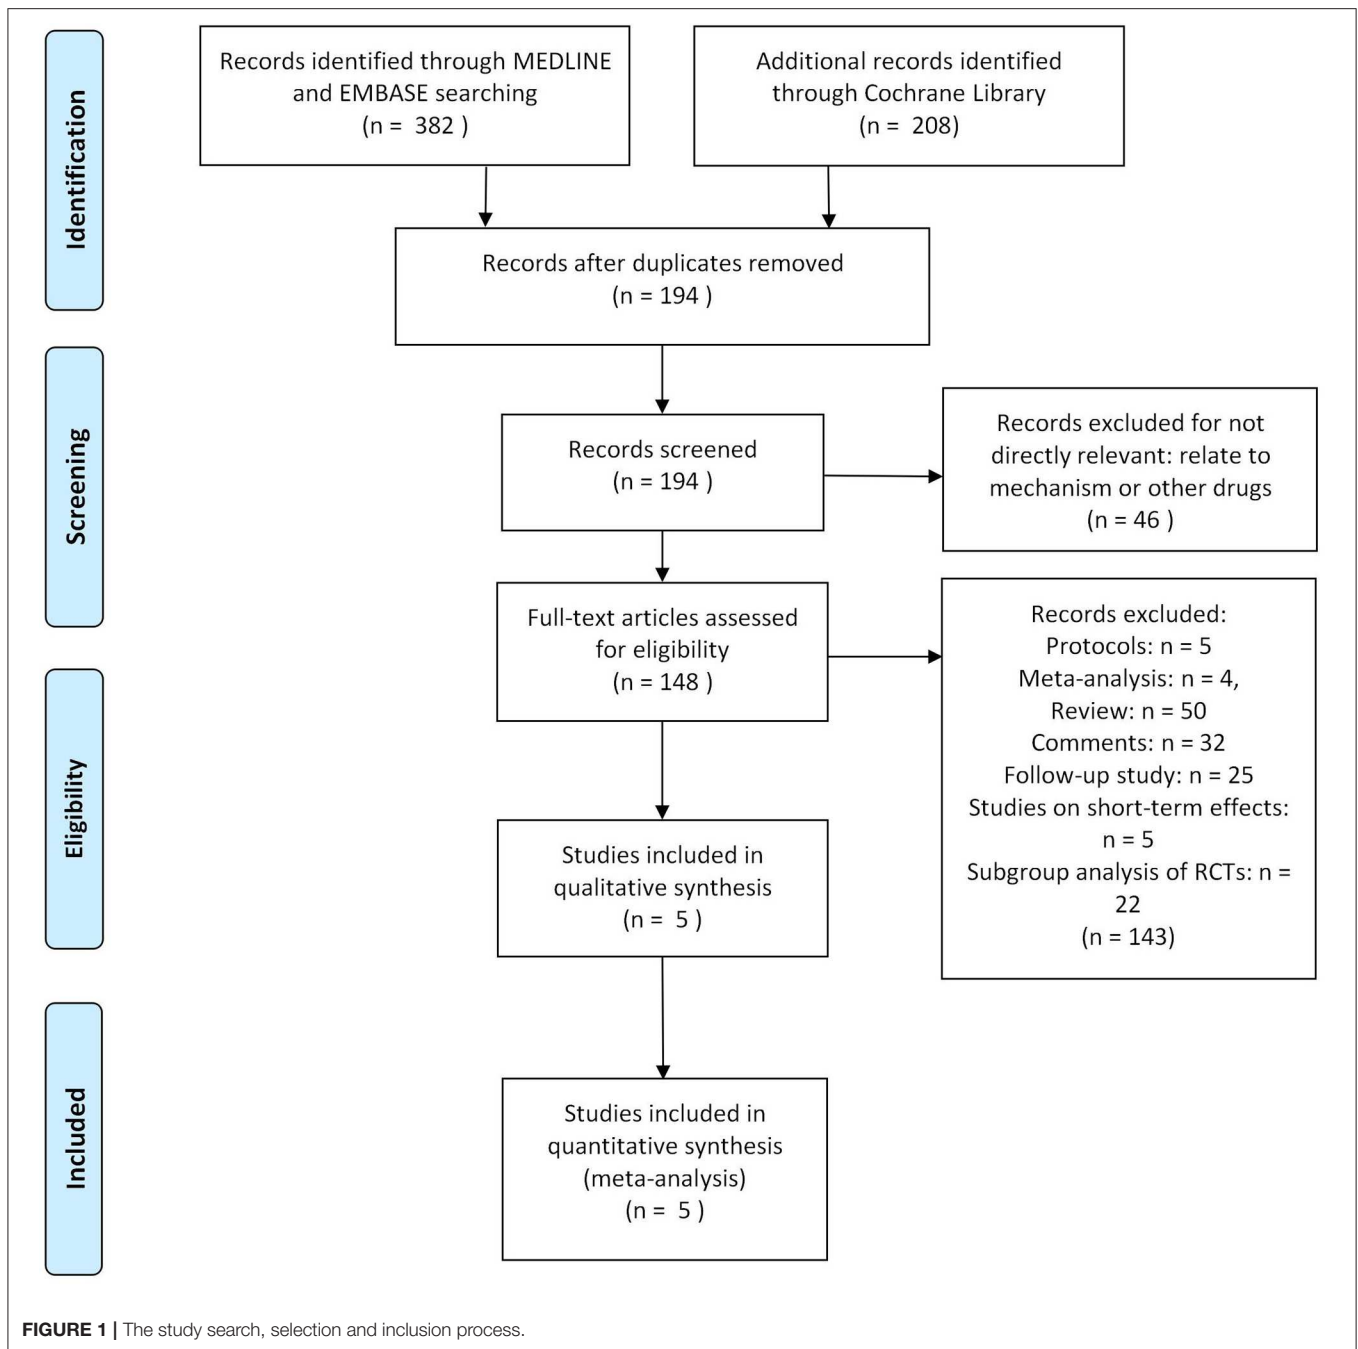 Identification
Records identified through MEDLINE
and EMBASE searching
(n =  382 )
Additional records identified
through Cochrane Library
(n =  208)
Records after duplicates removed
(n = 194 )
Screening
Records screened
(n = 194 )
Records excluded for not
directly relevant: relate to
mechanism or other drugs
(n = 46 )
Eligibility
Full-text articles assessed
for eligibility
(n = 148 )
Records excluded:
Protocols: n = 5
Meta-analysis: n = 4,
Review: n = 50
Comments: n = 32
Follow-up study: n = 25
Studies on short-term effects:
n = 5
Subgroup analysis of RCTs: n =
22
(n = 143)
Studies included in
qualitative synthesis
(n =  5 )
Included
Studies included in
quantitative synthesis
(meta-analysis)
(n =  5 )
FIGURE 1 | The study search, selection and inclusion process.